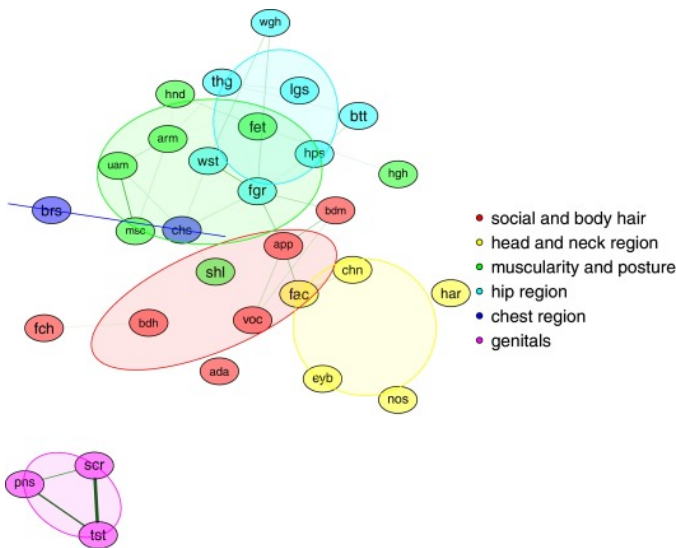 wgh
thg
lgs
hnd
btt
fet
arm
hps
wst
uam
hgh
fgr
brs
bdm
msc
chs
app
shl
chn
fac
har
fch
bdh
voc
ada
eyb
nos
social and body hair
head and neck region
muscularity and posture
hip region
chest region
genitals
scr
pns
tst